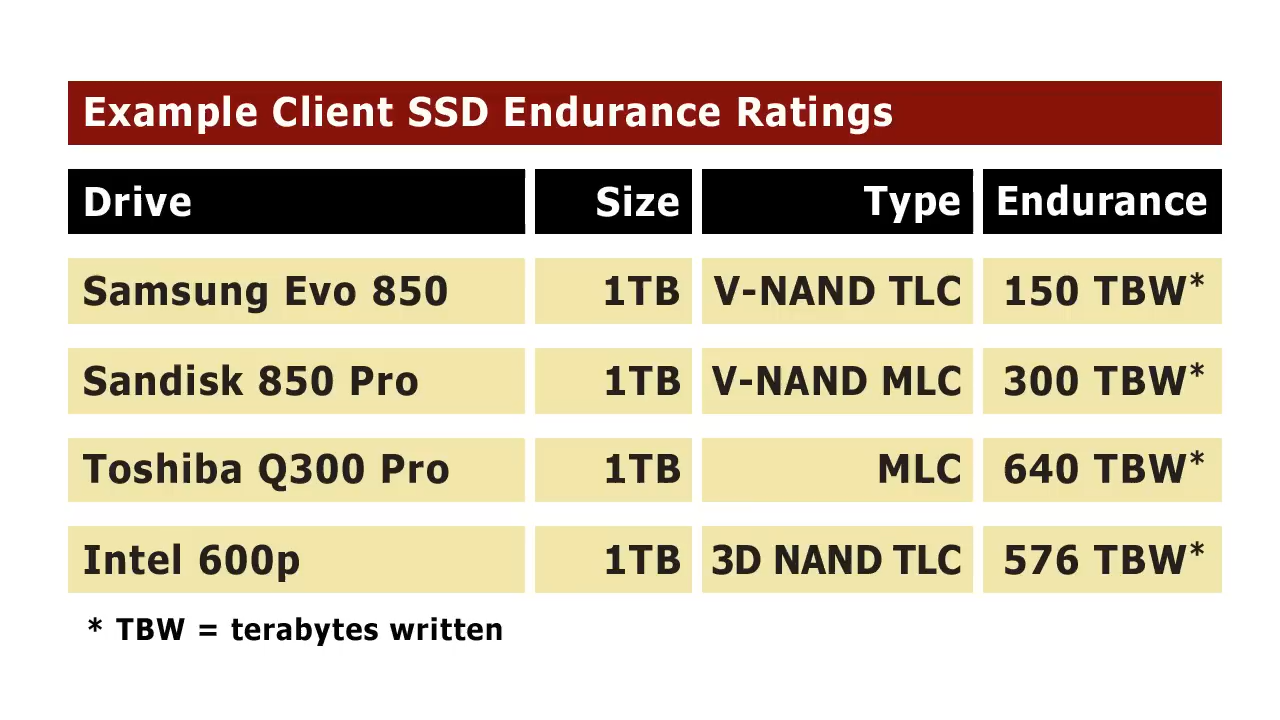 Example Client SSD Endurance Ratings
Drive Size Type Endurance
Samsung Evo 850 1TB V-NAND TLC 150 TBW*
Sandisk 850 Pro 1TB V-NAND MLC 300 TBW*
Toshiba Q300 Pro 1TB MLC 640 TBW*
Intel 600p 1TB 3D NAND TLC 576 TBW*
* TBW = terabytes written